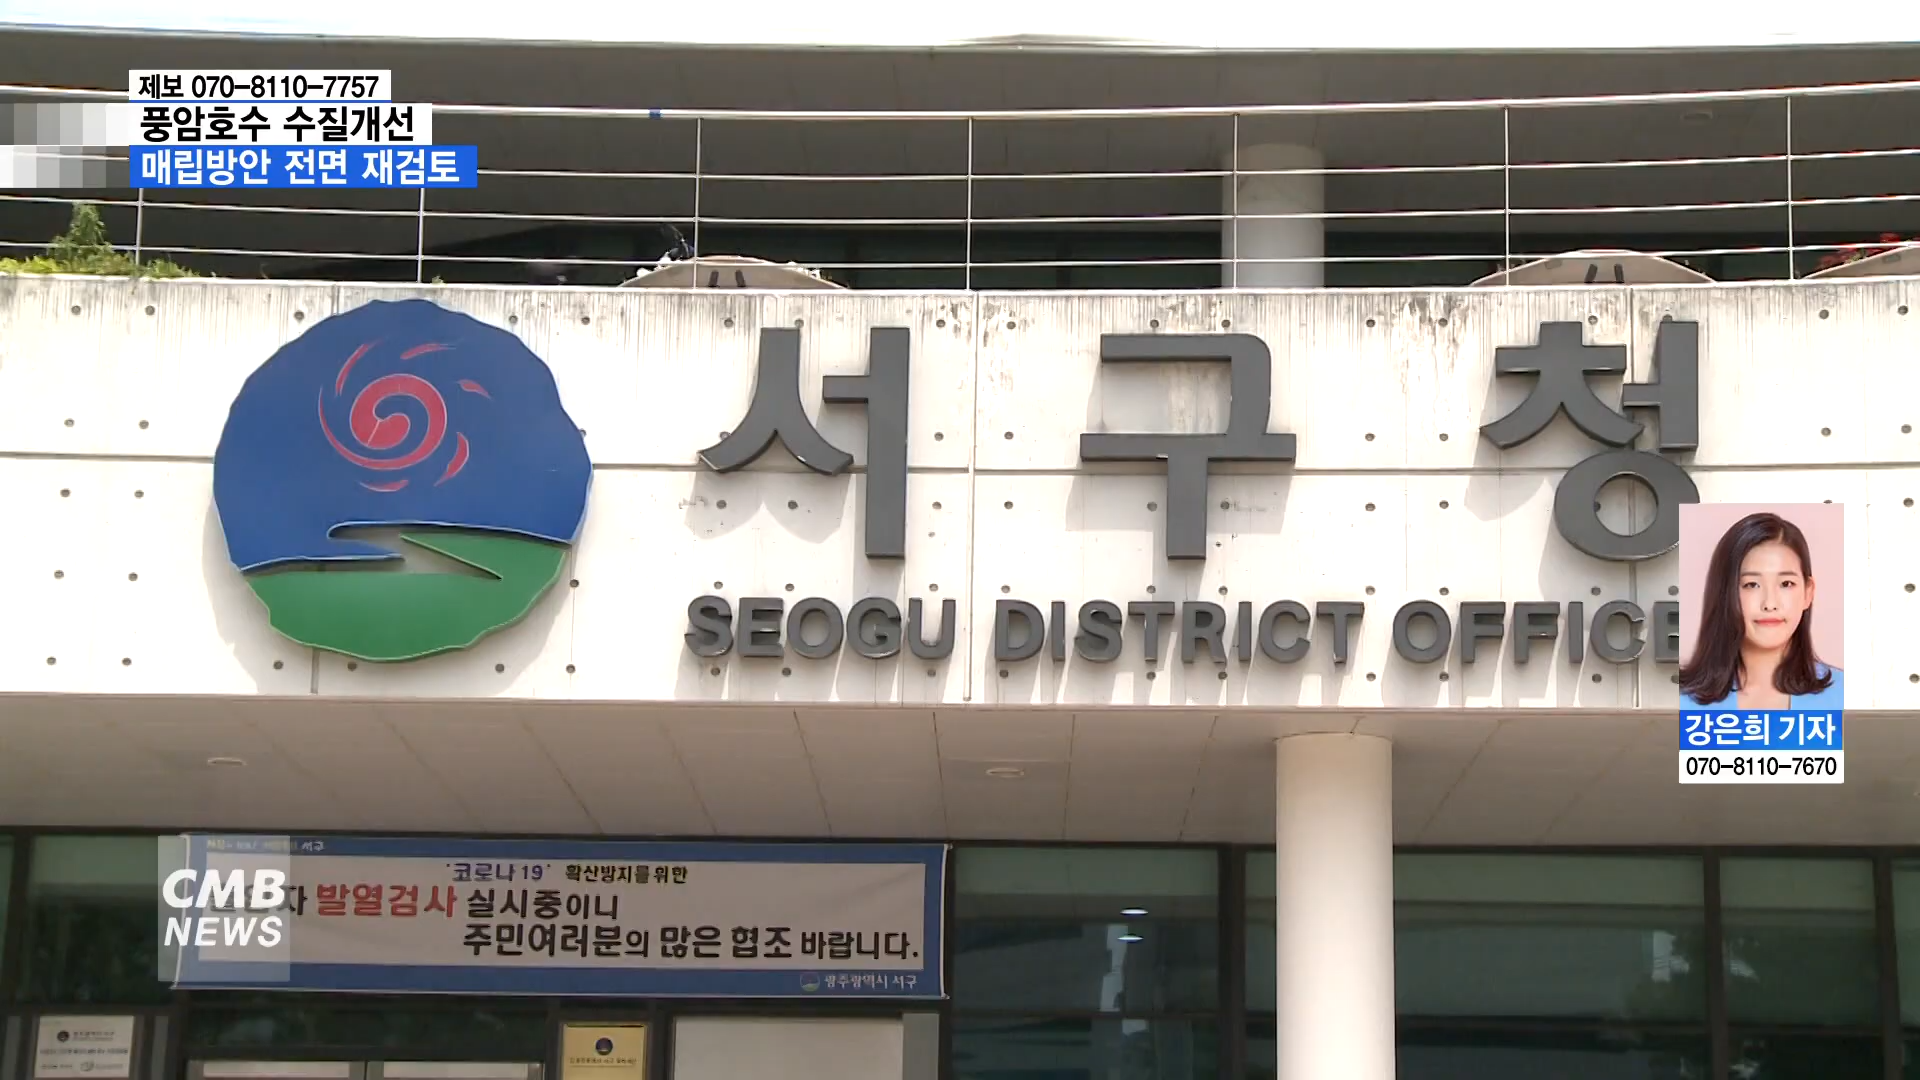 제보 070-8110-7757
풍암호수 수질개선
매립방안 전면 재검토
서구청
SEOGU DISTRICT OFFICE
강은희 기자
070-8110-7670
서구
'코로나19' 확산방지를 위한
발열검사 실시중이니
주민여러분의 많은 협조 바랍니다.
광주광역시 서구
CMB
NEWS